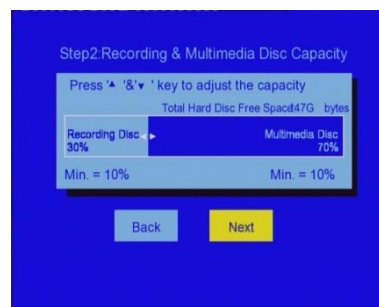 Step2:Recording & Multimedia Disc Capacity
Press '▲ '&'▼ ' key to adjust the capacity
Total Hard Disc Free Space147G bytes
Recording Disc ◄ ► Multimedia Disc
30% 70%
Min. = 10% Min. = 10%
Back Next